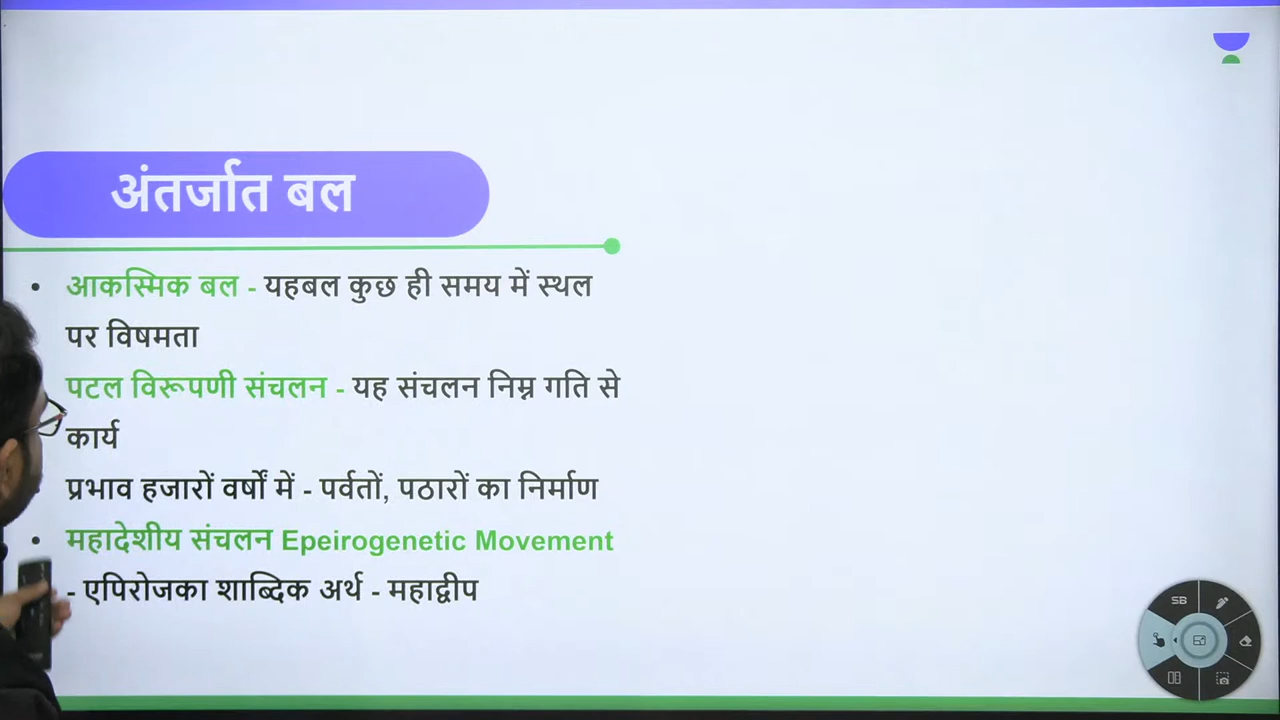 अंतर्जात बल
• आकस्मिक बल - यहबल कुछ ही समय में स्थल
पर विषमता
पटल विरूपणी संचलन - यह संचलन निम्न गति से
कार्य
प्रभाव हजारों वर्षों में - पर्वतों, पठारों का निर्माण
• महादेशीय संचलन Epeirogenetic Movement
- एपिरोजका शाब्दिक अर्थ - महाद्वीप
SB